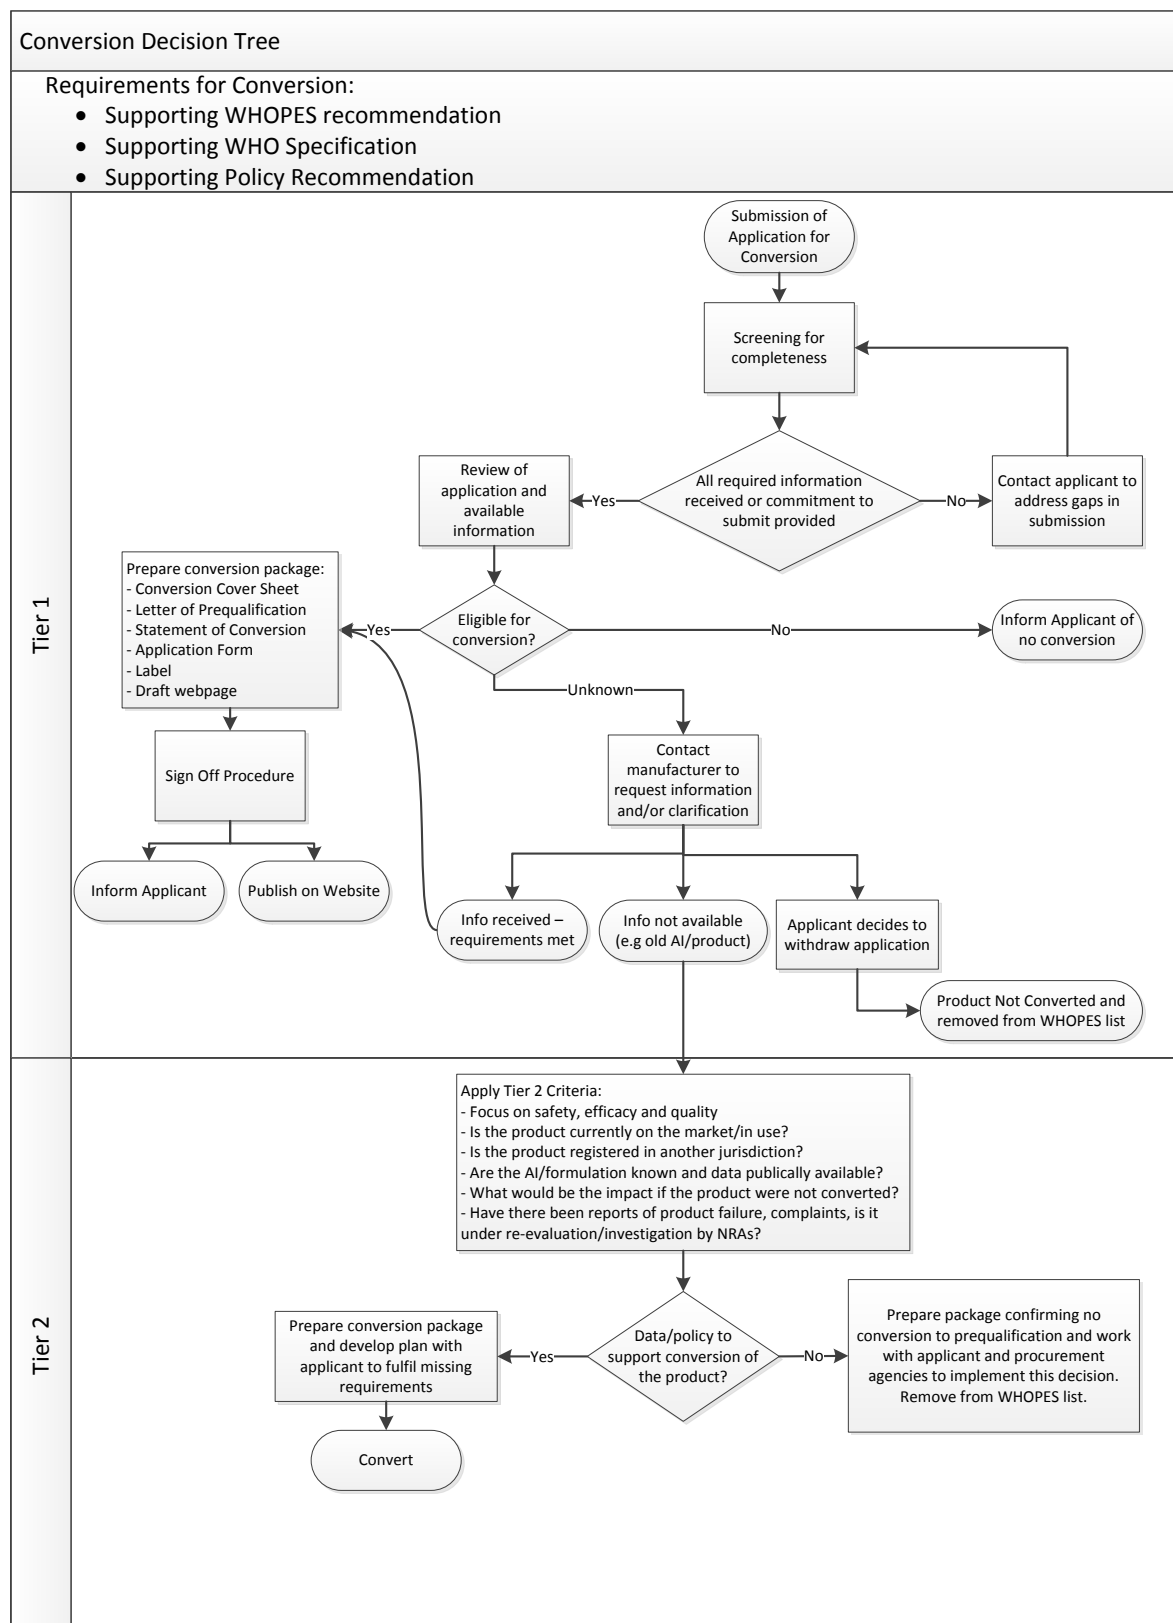 Conversion Decision Tree
Requirements for Conversion:
• Supporting WHOPES recommendation
• Supporting WHO Specification
• Supporting Policy Recommendation
Tier 1
Submission of
Application for
Conversion
Screening for
completeness
All required information
received or commitment to
submit provided
Yes
No
Contact applicant to
address gaps in
submission
Review of
application and
available
information
Eligible for
conversion?
Yes
No
Unknown
Inform Applicant of
no conversion
Prepare conversion package:
- Conversion Cover Sheet
- Letter of Prequalification
- Statement of Conversion
- Application Form
- Label
- Draft webpage
Sign Off Procedure
Inform Applicant
Publish on Website
Contact
manufacturer to
request information
and/or clarification
Info received –
requirements met
Info not available
(e.g old AI/product)
Applicant decides to
withdraw application
Product Not Converted and
removed from WHOPES list
Tier 2
Apply Tier 2 Criteria:
- Focus on safety, efficacy and quality
- Is the product currently on the market/in use?
- Is the product registered in another jurisdiction?
- Are the AI/formulation known and data publically available?
- What would be the impact if the product were not converted?
- Have there been reports of product failure, complaints, is it
under re-evaluation/investigation by NRAs?
Data/policy to
support conversion of
the product?
Yes
No
Prepare conversion package
and develop plan with
applicant to fulfil missing
requirements
Convert
Prepare package confirming no
conversion to prequalification and work
with applicant and procurement
agencies to implement this decision.
Remove from WHOPES list.